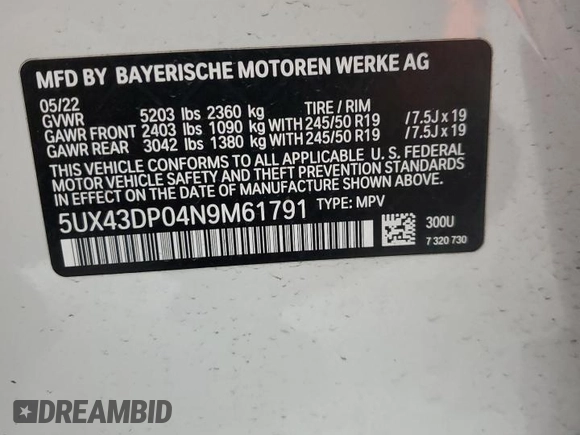 MFD BY BAYERISCHE MOTOREN WERKE AG
05/22
GVWR 5203 lbs 2360 kg TIRE / RIM
GAWR FRONT 2403 lbs 1090 kg WITH 245/50 R19 /7.5J x 19
GAWR REAR 3042 lbs 1380 kg WITH 245/50 R19 /7.5J x 19
THIS VEHICLE CONFORMS TO ALL APPLICABLE U. S. FEDERAL
MOTOR VEHICLE SAFETY AND THEFT PREVENTION STANDARDS
IN EFFECT ON THE DATE OF MANUFACTURE SHOWN ABOVE.
5UX43DP04N9M61791 TYPE: MPV
300U
7 320 730
DREAMBID